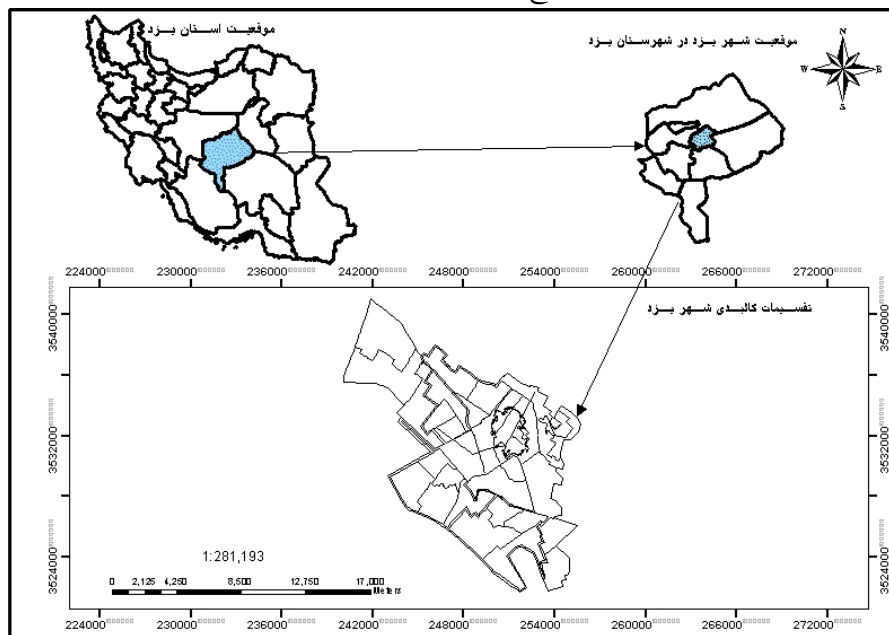 موقعیت استان یزد
موقعیت شهر یزد در شهرستان یزد
N
W E
S
224000 230000 236000 242000 248000 254000 260000 266000 272000
تقسیمات کالبدی شهر یزد
3540000 3540000
3532000 3532000
3524000 3524000
1:281,193
0 2,125 4,250 8,500 12,750 17,000
Meters
224000 230000 236000 242000 248000 254000 260000 266000 272000